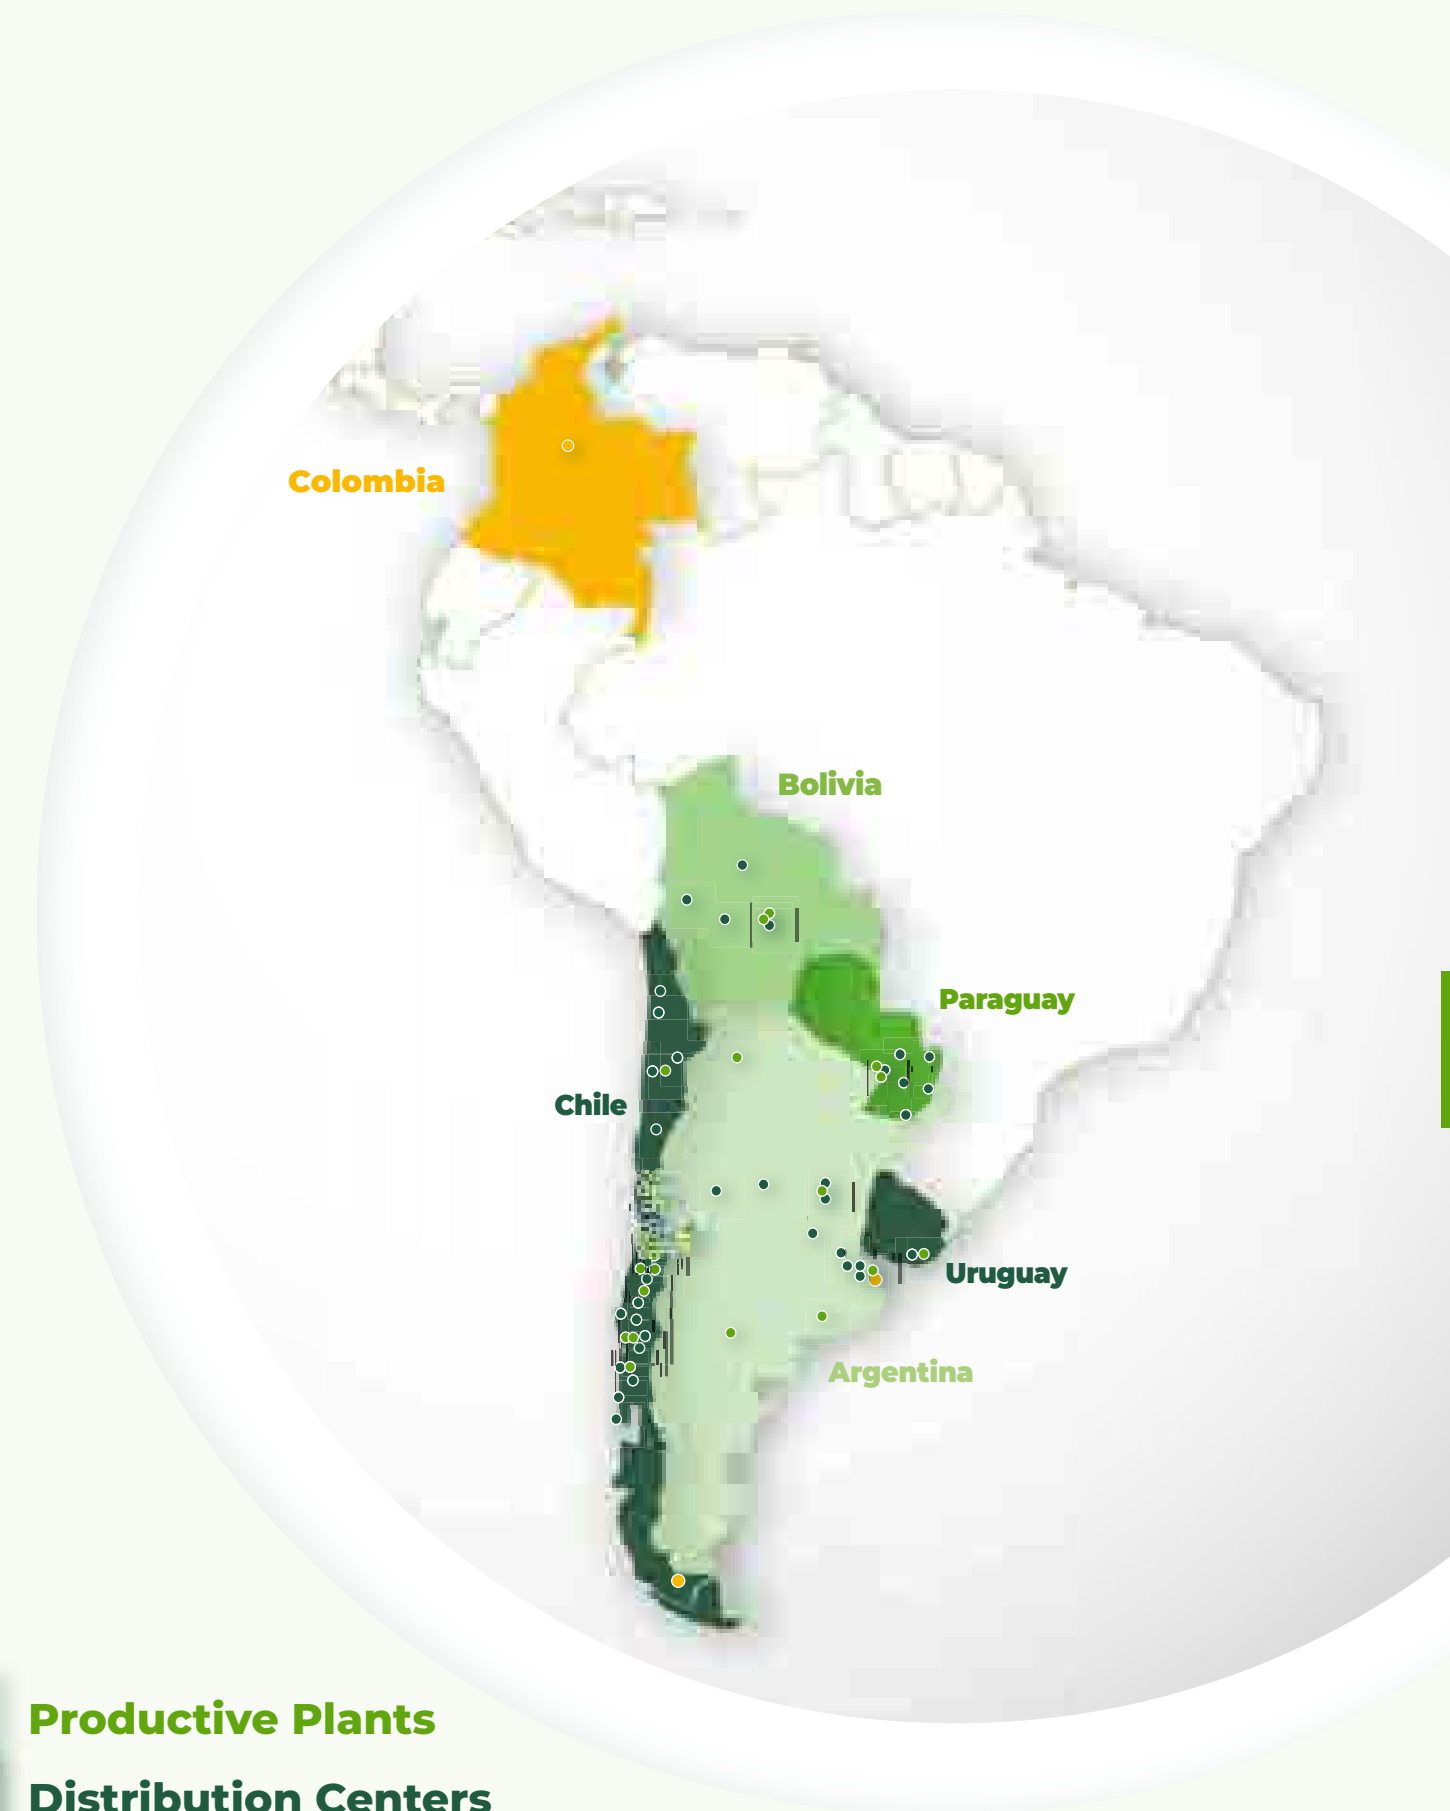 Colombia
Bolivia
Paraguay
Chile
Uruguay
Argentina
Productive Plants
Distribution Centers